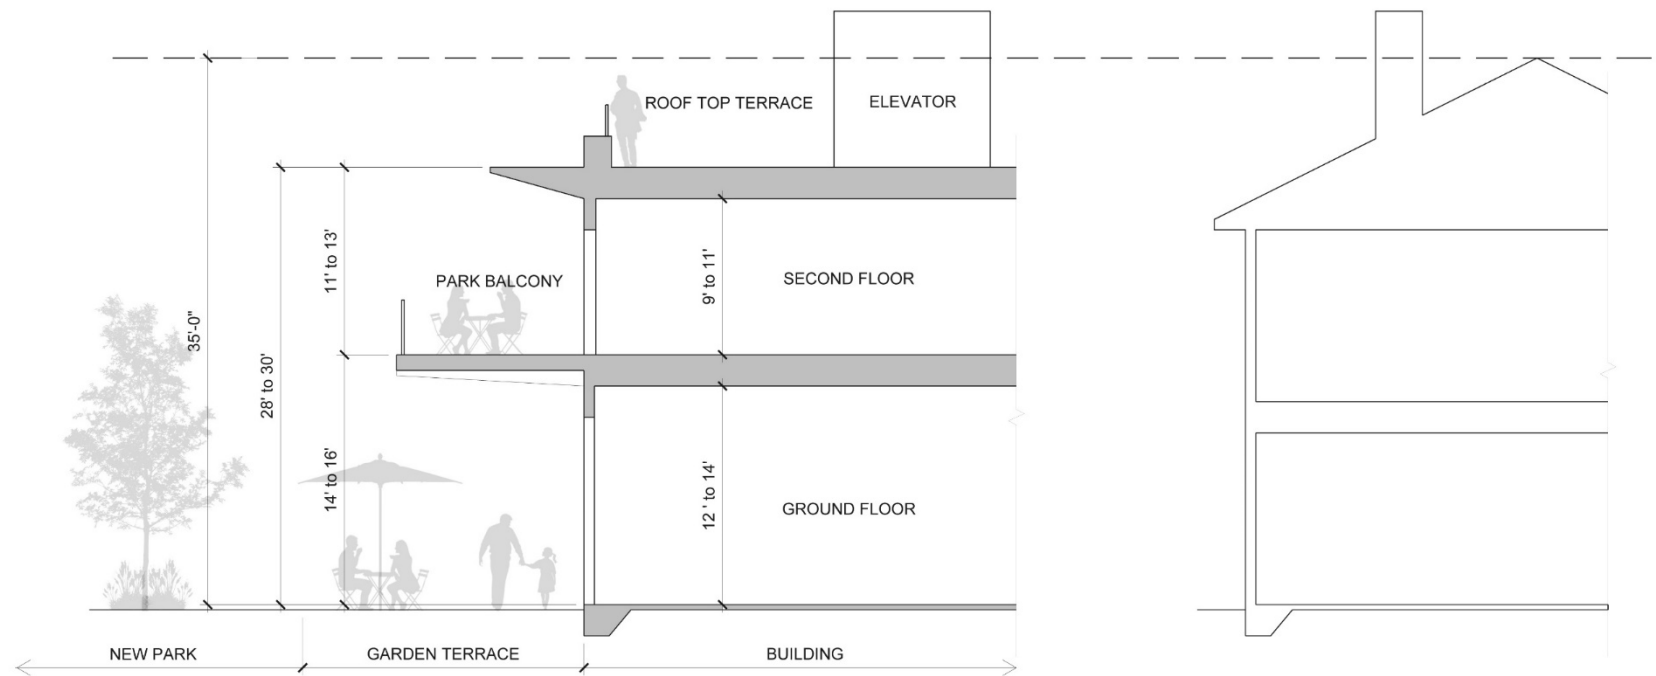 ROOF TOP TERRACE
ELEVATOR
11' to 13'
PARK BALCONY
9' to 11'
SECOND FLOOR
35'-0"
28' to 30'
14' to 16'
12 ' to 14'
GROUND FLOOR
NEW PARK
GARDEN TERRACE
BUILDING